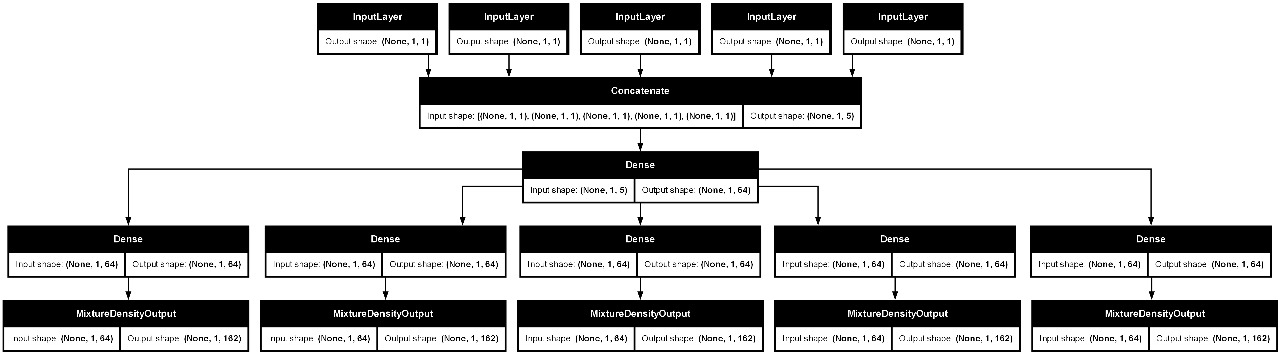 InputLayer InputLayer InputLayer InputLayer InputLayer
Output shape: (None, 1, 1) Output shape: (None, 1, 1) Output shape: (None, 1, 1) Output shape: (None, 1, 1) Output shape: (None, 1, 1)
Concatenate
Input shape: [(None, 1, 1), (None, 1, 1), (None, 1, 1), (None, 1, 1), (None, 1, 1)] Output shape: (None, 1, 5)
Dense
Input shape: (None, 1, 5) Output shape: (None, 1, 64)
Dense Dense Dense Dense Dense
Input shape: (None, 1, 64) Output shape: (None, 1, 64) Input shape: (None, 1, 64) Output shape: (None, 1, 64) Input shape: (None, 1, 64) Output shape: (None, 1, 64) Input shape: (None, 1, 64) Output shape: (None, 1, 64) Input shape: (None, 1, 64) Output shape: (None, 1, 64)
MixtureDensityOutput MixtureDensityOutput MixtureDensityOutput MixtureDensityOutput MixtureDensityOutput
Input shape: (None, 1, 64) Output shape: (None, 1, 162) Input shape: (None, 1, 64) Output shape: (None, 1, 162) Input shape: (None, 1, 64) Output shape: (None, 1, 162) Input shape: (None, 1, 64) Output shape: (None, 1, 162) Input shape: (None, 1, 64) Output shape: (None, 1, 162)